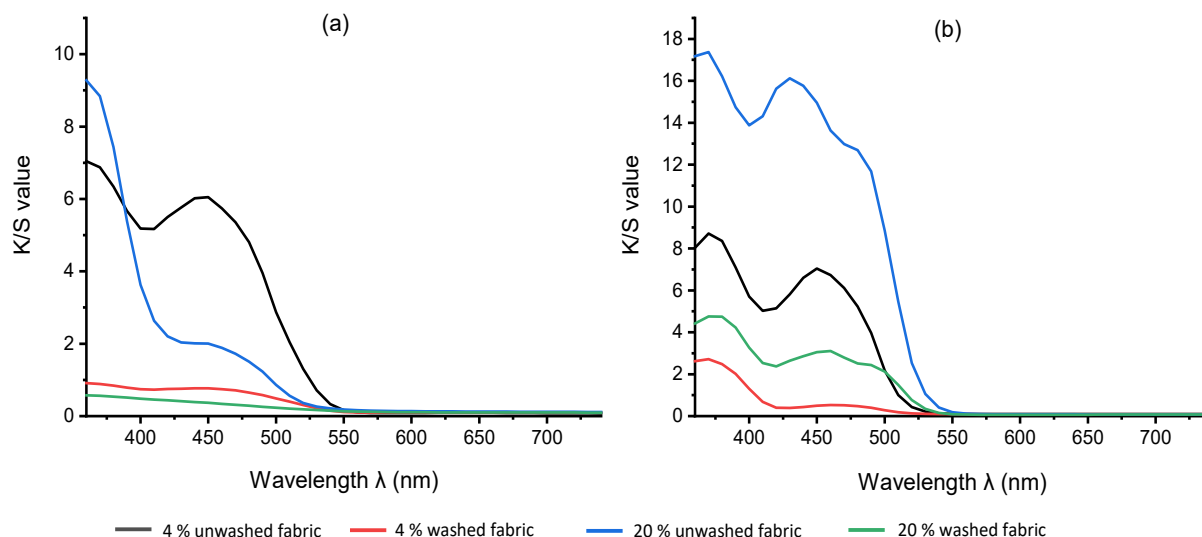 (a)
10
8
6
4
2
0
K/S value
400 450 500 550 600 650 700
Wavelength λ (nm)
(b)
18
16
14
12
10
8
6
4
2
0
K/S value
400 450 500 550 600 650 700
Wavelength λ (nm)
4 % unwashed fabric 4 % washed fabric 20 % unwashed fabric 20 % washed fabric